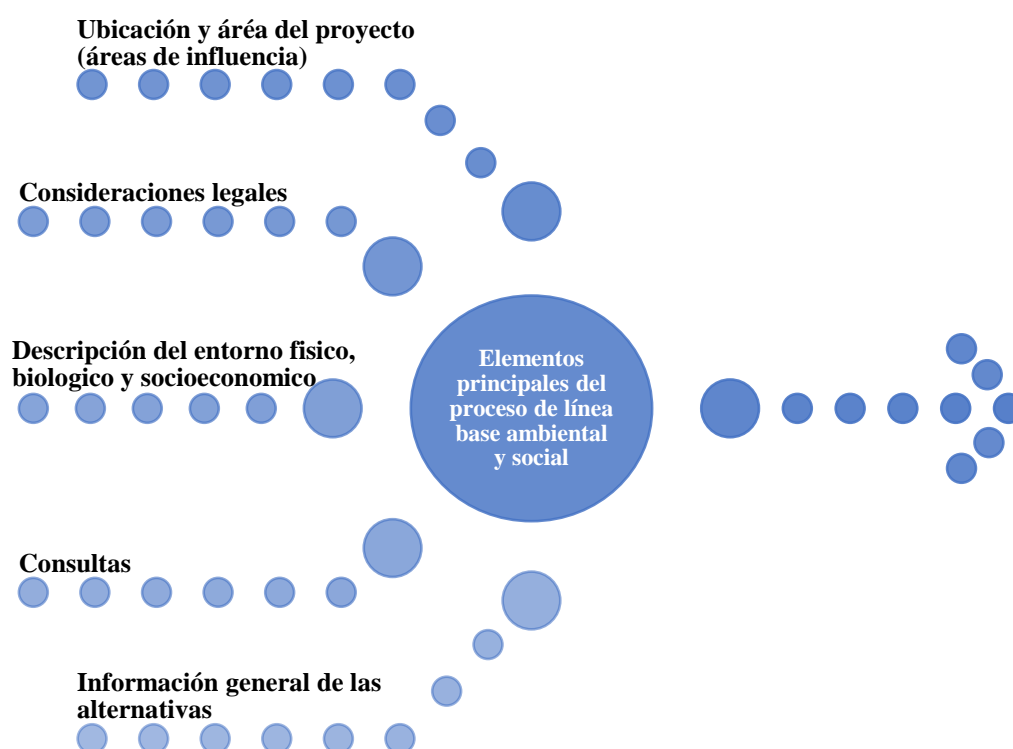 Ubicación y áréa del proyecto
(áreas de influencia)
Consideraciones legales
Descripción del entorno fisico,
biologico y socioeconomico
Consultas
Información general de las
alternativas
Elementos
principales del
proceso de línea
base ambiental
y social